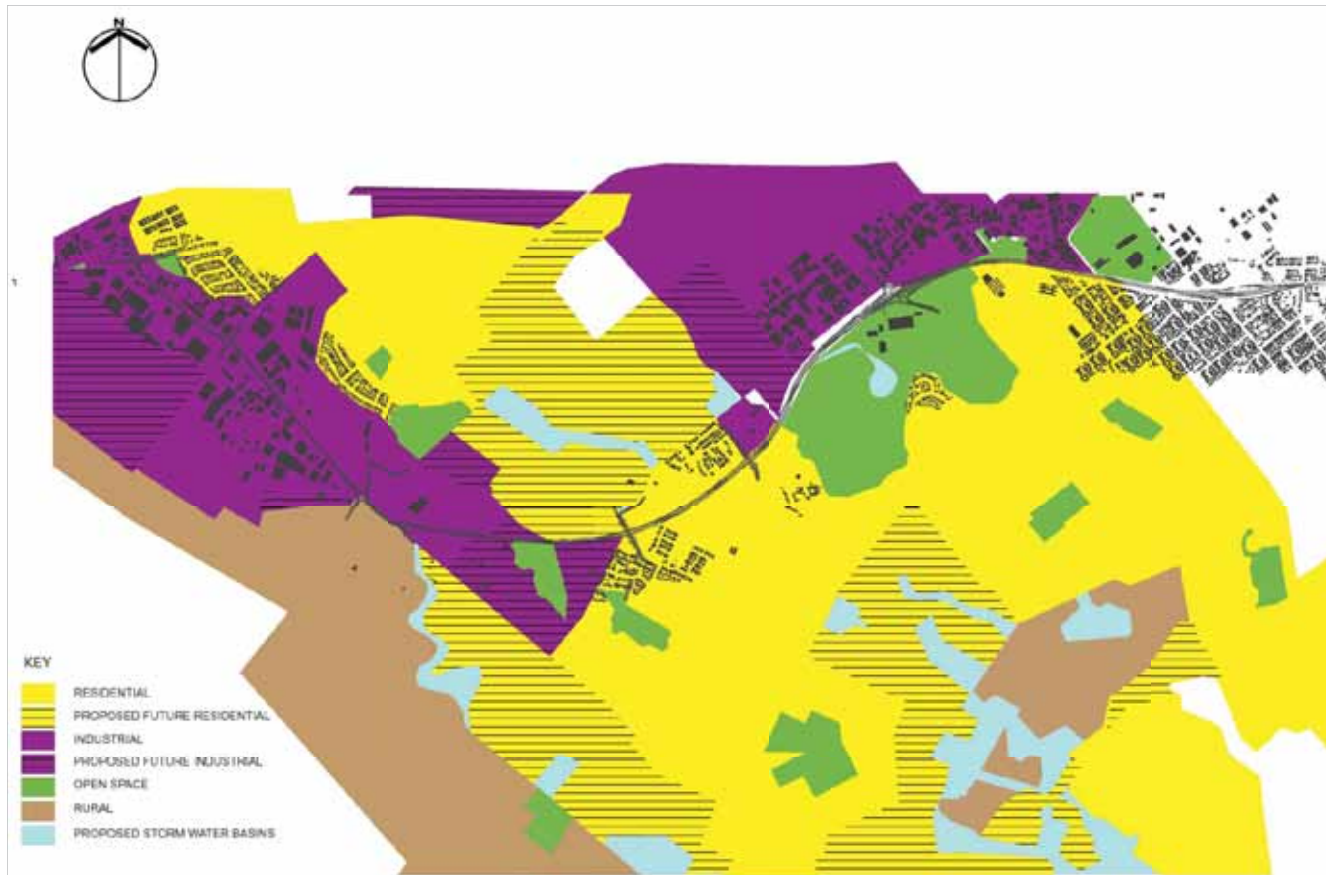 N
KEY
RESIDENTIAL
PROPOSED FUTURE RESIDENTIAL
INDUSTRIAL
PROPOSED FUTURE INDUSTRIAL
OPEN SPACE
RURAL
PROPOSED STORM WATER BASINS